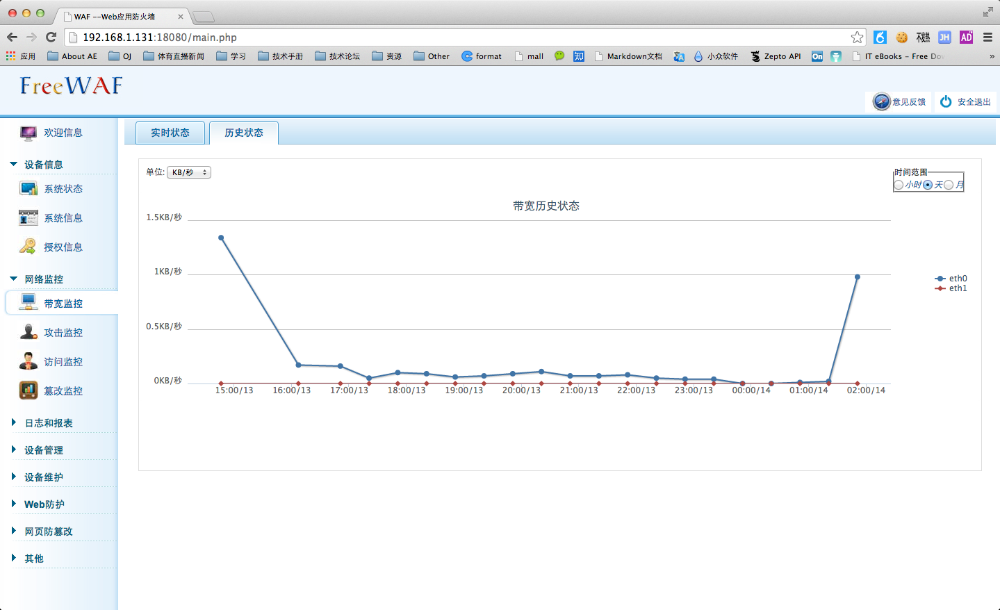 WAF --Web应用防火墙
192.168.1.131:18080/main.php
应用 About AE OJ 体育直播新闻 学习 技术手册 技术论坛 资源 Other format mall 知 Markdown文档 小众软件 Zepto API On IT eBooks – Free Dow »
JH AD
FreeWAF
意见反馈 安全退出
欢迎信息
设备信息
系统状态
系统信息
授权信息
网络监控
带宽监控
攻击监控
访问监控
篡改监控
日志和报表
设备管理
设备维护
Web防护
网页防篡改
其他
实时状态 历史状态
单位: KB/秒
时间范围
小时 天 月
带宽历史状态
1.5KB/秒
1KB/秒
0.5KB/秒
0KB/秒
15:00/13 16:00/13 17:00/13 18:00/13 19:00/13 20:00/13 21:00/13 22:00/13 23:00/13 00:00/14 01:00/14 02:00/14
eth0
eth1